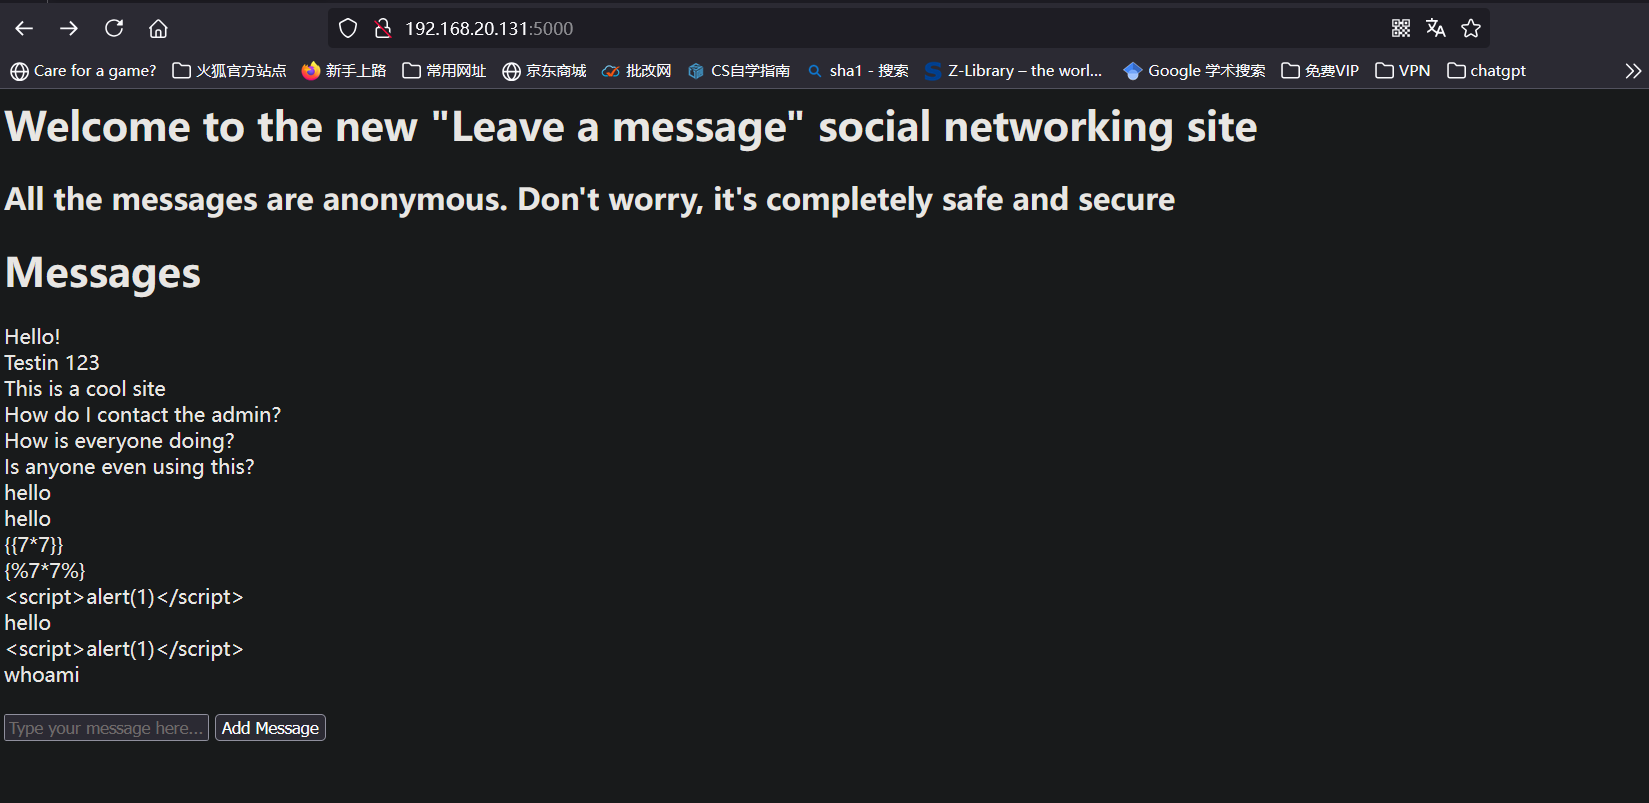 192.168.20.131:5000
Care for a game? 火狐官方站点 新手上路 常用网址 京东商城 批改网 CS自学指南 sha1 - 搜索 Z-Library – the worl... Google 学术搜索 免费VIP VPN chatgpt
Welcome to the new "Leave a message" social networking site
All the messages are anonymous. Don't worry, it's completely safe and secure
Messages
Hello!
Testin 123
This is a cool site
How do I contact the admin?
How is everyone doing?
Is anyone even using this?
hello
hello
{{7*7}}
{%7*7%}
<script>alert(1)</script>
hello
<script>alert(1)</script>
whoami
Type your message here... Add Message